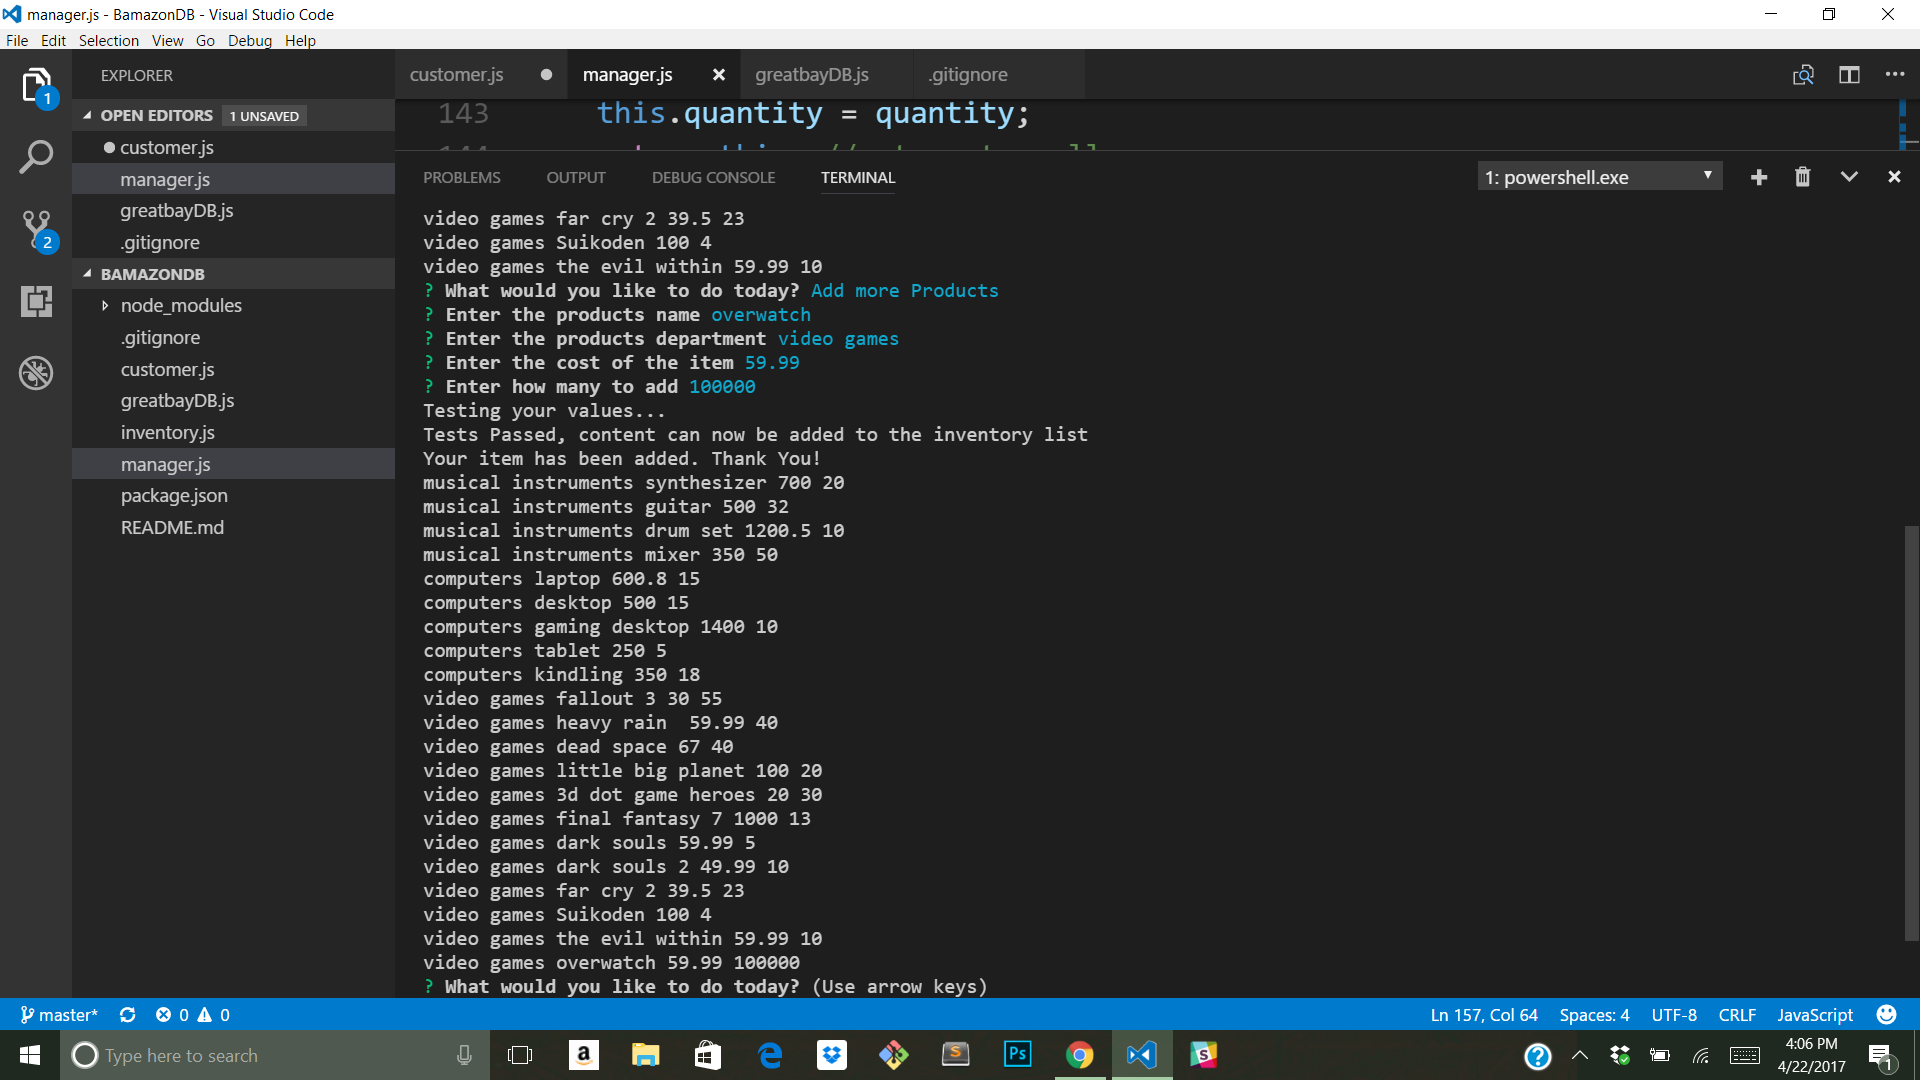 manager.js - BamazonDB - Visual Studio Code
File Edit Selection View Go Debug Help
EXPLORER
customer.js manager.js greatbayDB.js .gitignore
1
OPEN EDITORS 1 UNSAVED
customer.js
manager.js
greatbayDB.js
.gitignore
2
BAMAZONDB
node_modules
.gitignore
customer.js
greatbayDB.js
inventory.js
manager.js
package.json
README.md
143 this.quantity = quantity;
PROBLEMS OUTPUT DEBUG CONSOLE TERMINAL 1: powershell.exe
video games far cry 2 39.5 23
video games Suikoden 100 4
video games the evil within 59.99 10
? What would you like to do today? Add more Products
? Enter the products name overwatch
? Enter the products department video games
? Enter the cost of the item 59.99
? Enter how many to add 100000
Testing your values...
Tests Passed, content can now be added to the inventory list
Your item has been added. Thank You!
musical instruments synthesizer 700 20
musical instruments guitar 500 32
musical instruments drum set 1200.5 10
musical instruments mixer 350 50
computers laptop 600.8 15
computers desktop 500 15
computers gaming desktop 1400 10
computers tablet 250 5
computers kindling 350 18
video games fallout 3 30 55
video games heavy rain  59.99 40
video games dead space 67 40
video games little big planet 100 20
video games 3d dot game heroes 20 30
video games final fantasy 7 1000 13
video games dark souls 59.99 5
video games dark souls 2 49.99 10
video games far cry 2 39.5 23
video games Suikoden 100 4
video games the evil within 59.99 10
video games overwatch 59.99 100000
? What would you like to do today? (Use arrow keys)
master* 0 0 Ln 157, Col 64 Spaces: 4 UTF-8 CRLF JavaScript
Type here to search
a
Ps
S
4:06 PM
4/22/2017
1